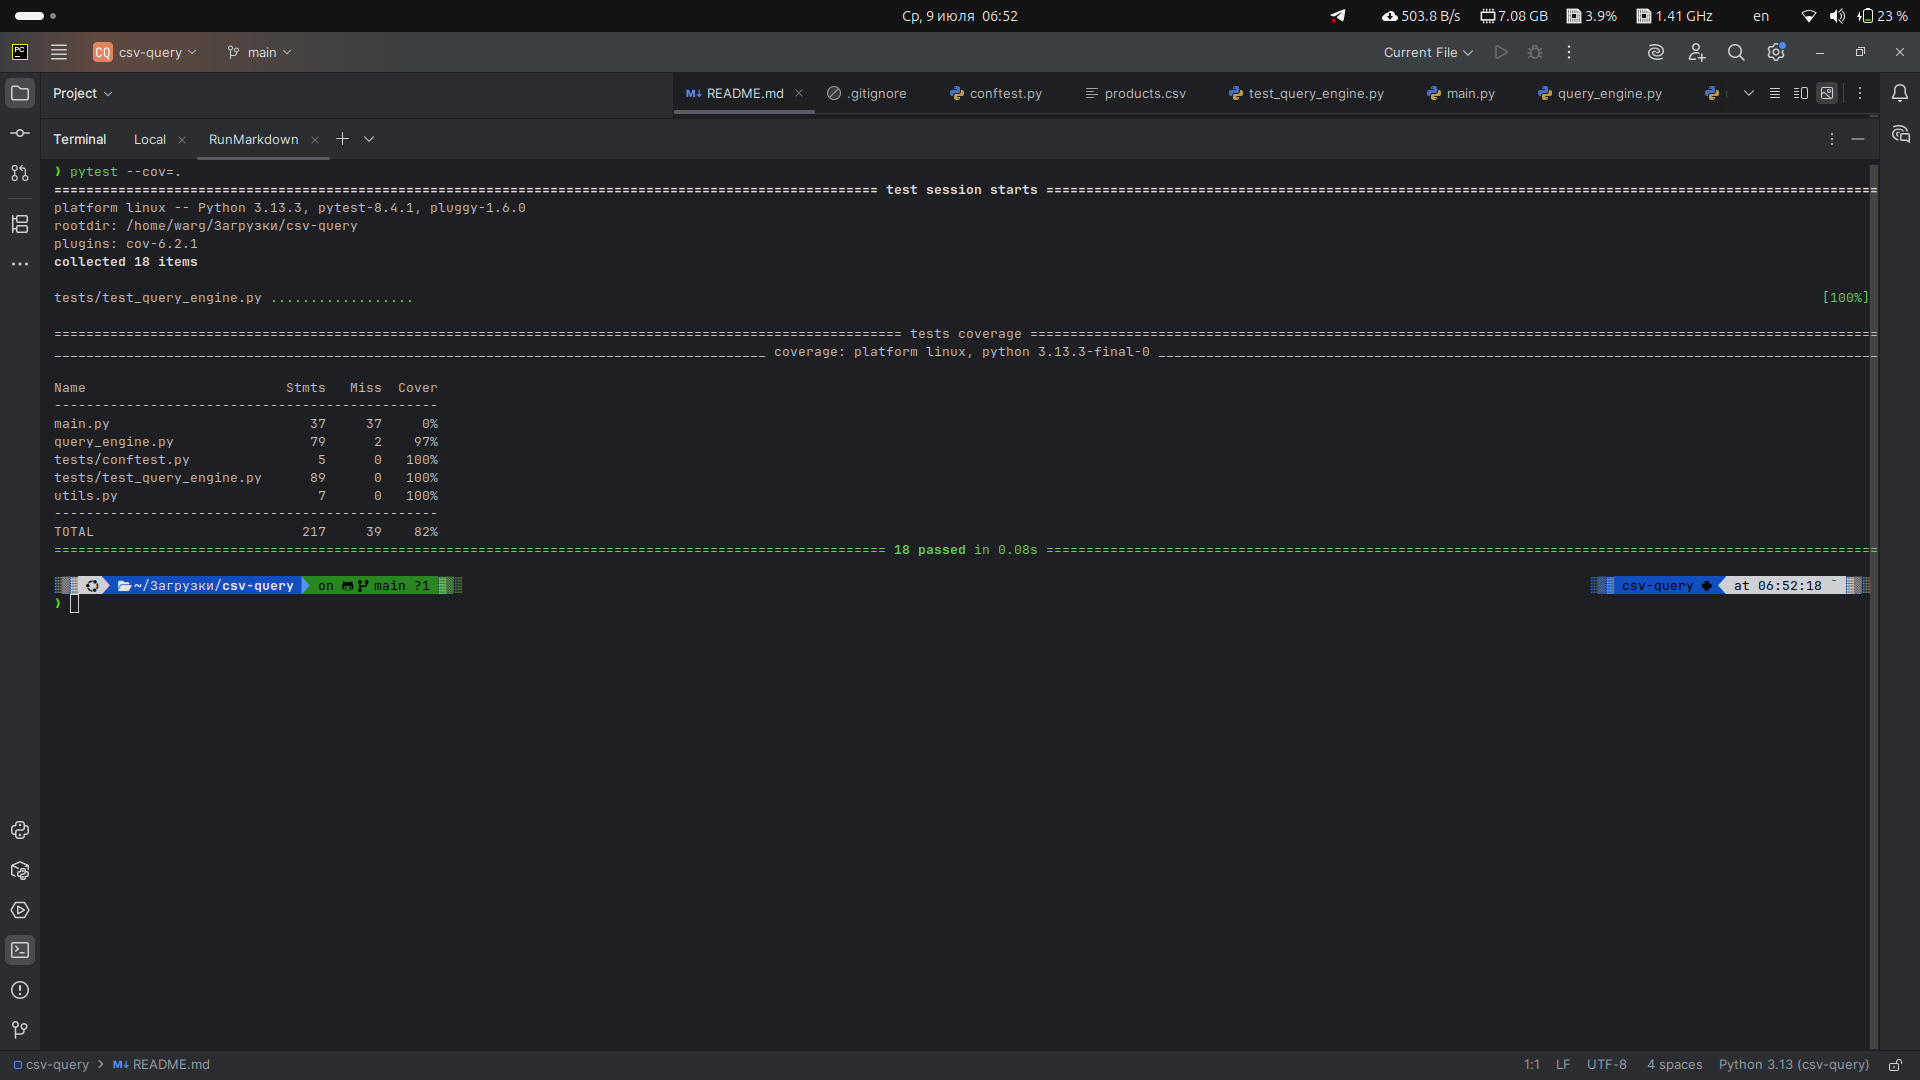 Ср, 9 июля 06:52
503.8 B/s 7.08 GB 3.9% 1.41 GHz en 23 %
PC CQ csv-query main Current File
Project README.md .gitignore conftest.py products.csv test_query_engine.py main.py query_engine.py
Terminal Local RunMarkdown
❯ pytest --cov=.
test session starts
platform linux -- Python 3.13.3, pytest-8.4.1, pluggy-1.6.0
rootdir: /home/warg/Загрузки/csv-query
plugins: cov-6.2.1
collected 18 items
tests/test_query_engine.py .................. [100%]
tests coverage
coverage: platform linux, python 3.13.3-final-0
Name Stmts Miss Cover
------------------------------------------------
main.py 37 37 0%
query_engine.py 79 2 97%
tests/conftest.py 5 0 100%
tests/test_query_engine.py 89 0 100%
utils.py 7 0 100%
------------------------------------------------
TOTAL 217 39 82%
18 passed in 0.08s
~/Загрузки/csv-query on main ?1 csv-query at 06:52:18
❯
csv-query > README.md 1:1 LF UTF-8 4 spaces Python 3.13 (csv-query)